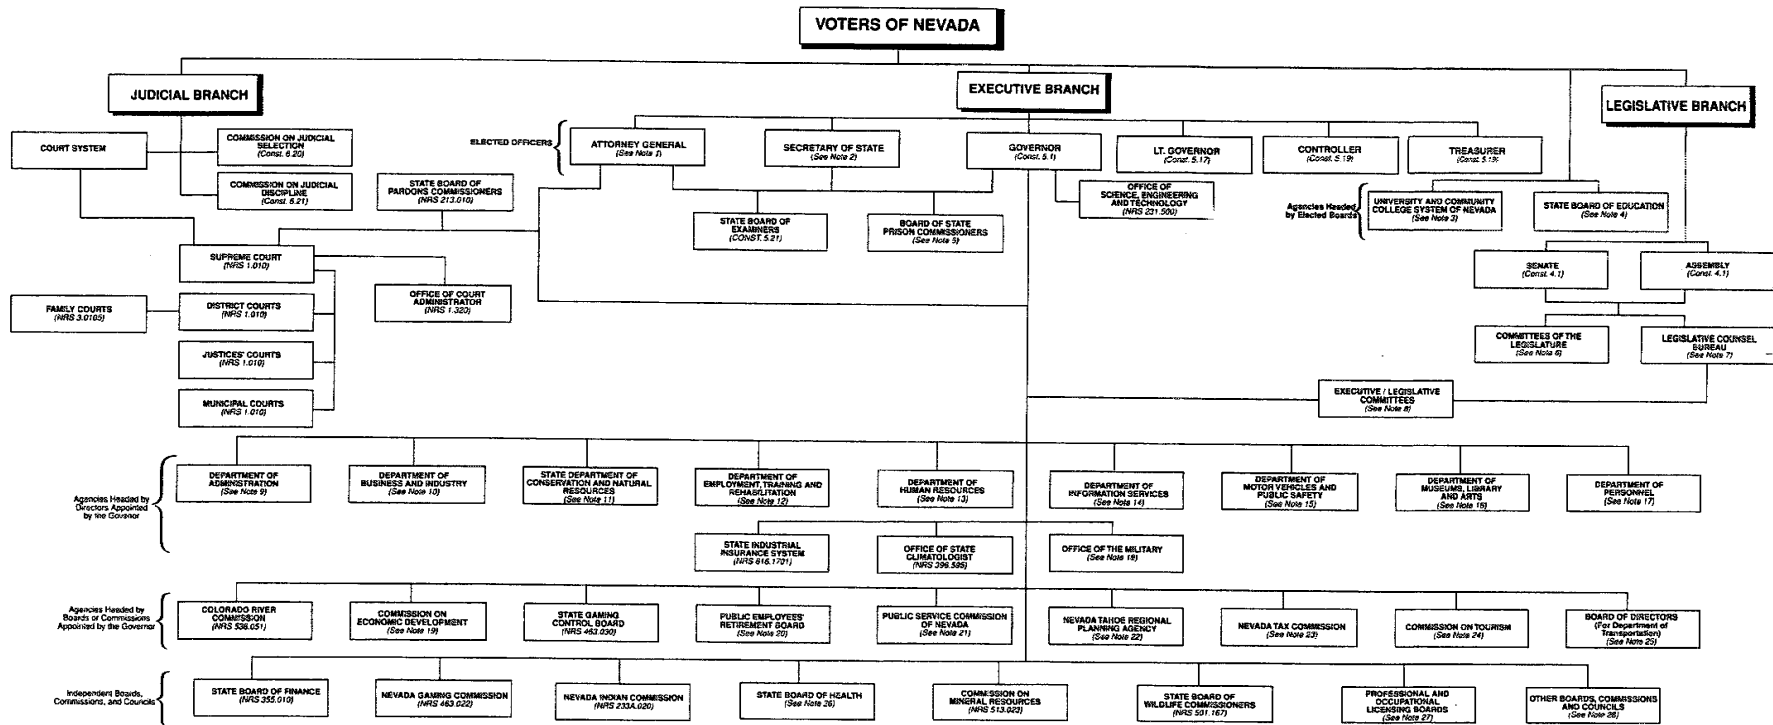 VOTERS OF NEVADA
JUDICIAL BRANCH
EXECUTIVE BRANCH
LEGISLATIVE BRANCH
COURT SYSTEM
COMMISSION ON JUDICIAL
SELECTION
(Const. 6.20)
COMMISSION ON JUDICIAL
DISCIPLINE
(Const. 6.21)
STATE BOARD OF
PARDONS COMMISSIONERS
(NRS 213.010)
ELECTED OFFICERS
ATTORNEY GENERAL
(See Note 1)
SECRETARY OF STATE
(See Note 2)
GOVERNOR
(Const. 5.1)
LT. GOVERNOR
(Const. 5.17)
CONTROLLER
(Const. 5.19)
TREASURER
(Const. 5.19)
STATE BOARD OF
EXAMINERS
(CONST. 5.21)
BOARD OF STATE
PRISON COMMISSIONERS
(See Note 5)
OFFICE OF
SCIENCE, ENGINEERING
AND TECHNOLOGY
(NRS 231.500)
Agencies Headed
by Elected Boards
UNIVERSITY AND COMMUNITY
COLLEGE SYSTEM OF NEVADA
(See Note 3)
STATE BOARD OF EDUCATION
(See Note 4)
SUPREME COURT
(NRS 1.010)
SENATE
(Const. 4.1)
ASSEMBLY
(Const. 4.1)
FAMILY COURTS
(NRS 3.0105)
DISTRICT COURTS
(NRS 1.010)
OFFICE OF COURT
ADMINISTRATOR
(NRS 1.320)
JUSTICES' COURTS
(NRS 1.010)
COMMITTEES OF THE
LEGISLATURE
(See Note 6)
LEGISLATIVE COUNSEL
BUREAU
(See Note 7)
MUNICIPAL COURTS
(NRS 1.010)
EXECUTIVE / LEGISLATIVE
COMMITTEES
(See Note 8)
Agencies Headed by
Directors Appointed
by the Governor
DEPARTMENT OF
ADMINISTRATION
(See Note 9)
DEPARTMENT OF
BUSINESS AND INDUSTRY
(See Note 10)
STATE DEPARTMENT OF
CONSERVATION AND NATURAL
RESOURCES
(See Note 11)
DEPARTMENT OF
EMPLOYMENT, TRAINING AND
REHABILITATION
(See Note 12)
DEPARTMENT OF
HUMAN RESOURCES
(See Note 13)
DEPARTMENT OF
INFORMATION SERVICES
(See Note 14)
DEPARTMENT OF
MOTOR VEHICLES AND
PUBLIC SAFETY
(See Note 15)
DEPARTMENT OF
MUSEUMS, LIBRARY
AND ARTS
(See Note 16)
DEPARTMENT OF
PERSONNEL
(See Note 17)
STATE INDUSTRIAL
INSURANCE SYSTEM
(NRS 616.1701)
OFFICE OF STATE
CLIMATOLOGIST
(NRS 396.595)
OFFICE OF THE MILITARY
(See Note 18)
Agencies Headed by
Boards or Commissions
Appointed by the Governor
COLORADO RIVER
COMMISSION
(NRS 538.051)
COMMISSION ON
ECONOMIC DEVELOPMENT
(See Note 19)
STATE GAMING
CONTROL BOARD
(NRS 463.030)
PUBLIC EMPLOYEES'
RETIREMENT BOARD
(See Note 20)
PUBLIC SERVICE COMMISSION
OF NEVADA
(See Note 21)
NEVADA TAHOE REGIONAL
PLANNING AGENCY
(See Note 22)
NEVADA TAX COMMISSION
(See Note 23)
COMMISSION ON TOURISM
(See Note 24)
BOARD OF DIRECTORS
(For Department of
Transportation)
(See Note 25)
Independent Boards,
Commissions, and Councils
STATE BOARD OF FINANCE
(NRS 355.010)
NEVADA GAMING COMMISSION
(NRS 463.022)
NEVADA INDIAN COMMISSION
(NRS 233A.020)
STATE BOARD OF HEALTH
(See Note 26)
COMMISSION ON
MINERAL RESOURCES
(NRS 513.023)
STATE BOARD OF
WILDLIFE COMMISSIONERS
(NRS 501.167)
PROFESSIONAL AND
OCCUPATIONAL
LICENSING BOARDS
(See Note 27)
OTHER BOARDS, COMMISSIONS
AND COUNCILS
(See Note 28)